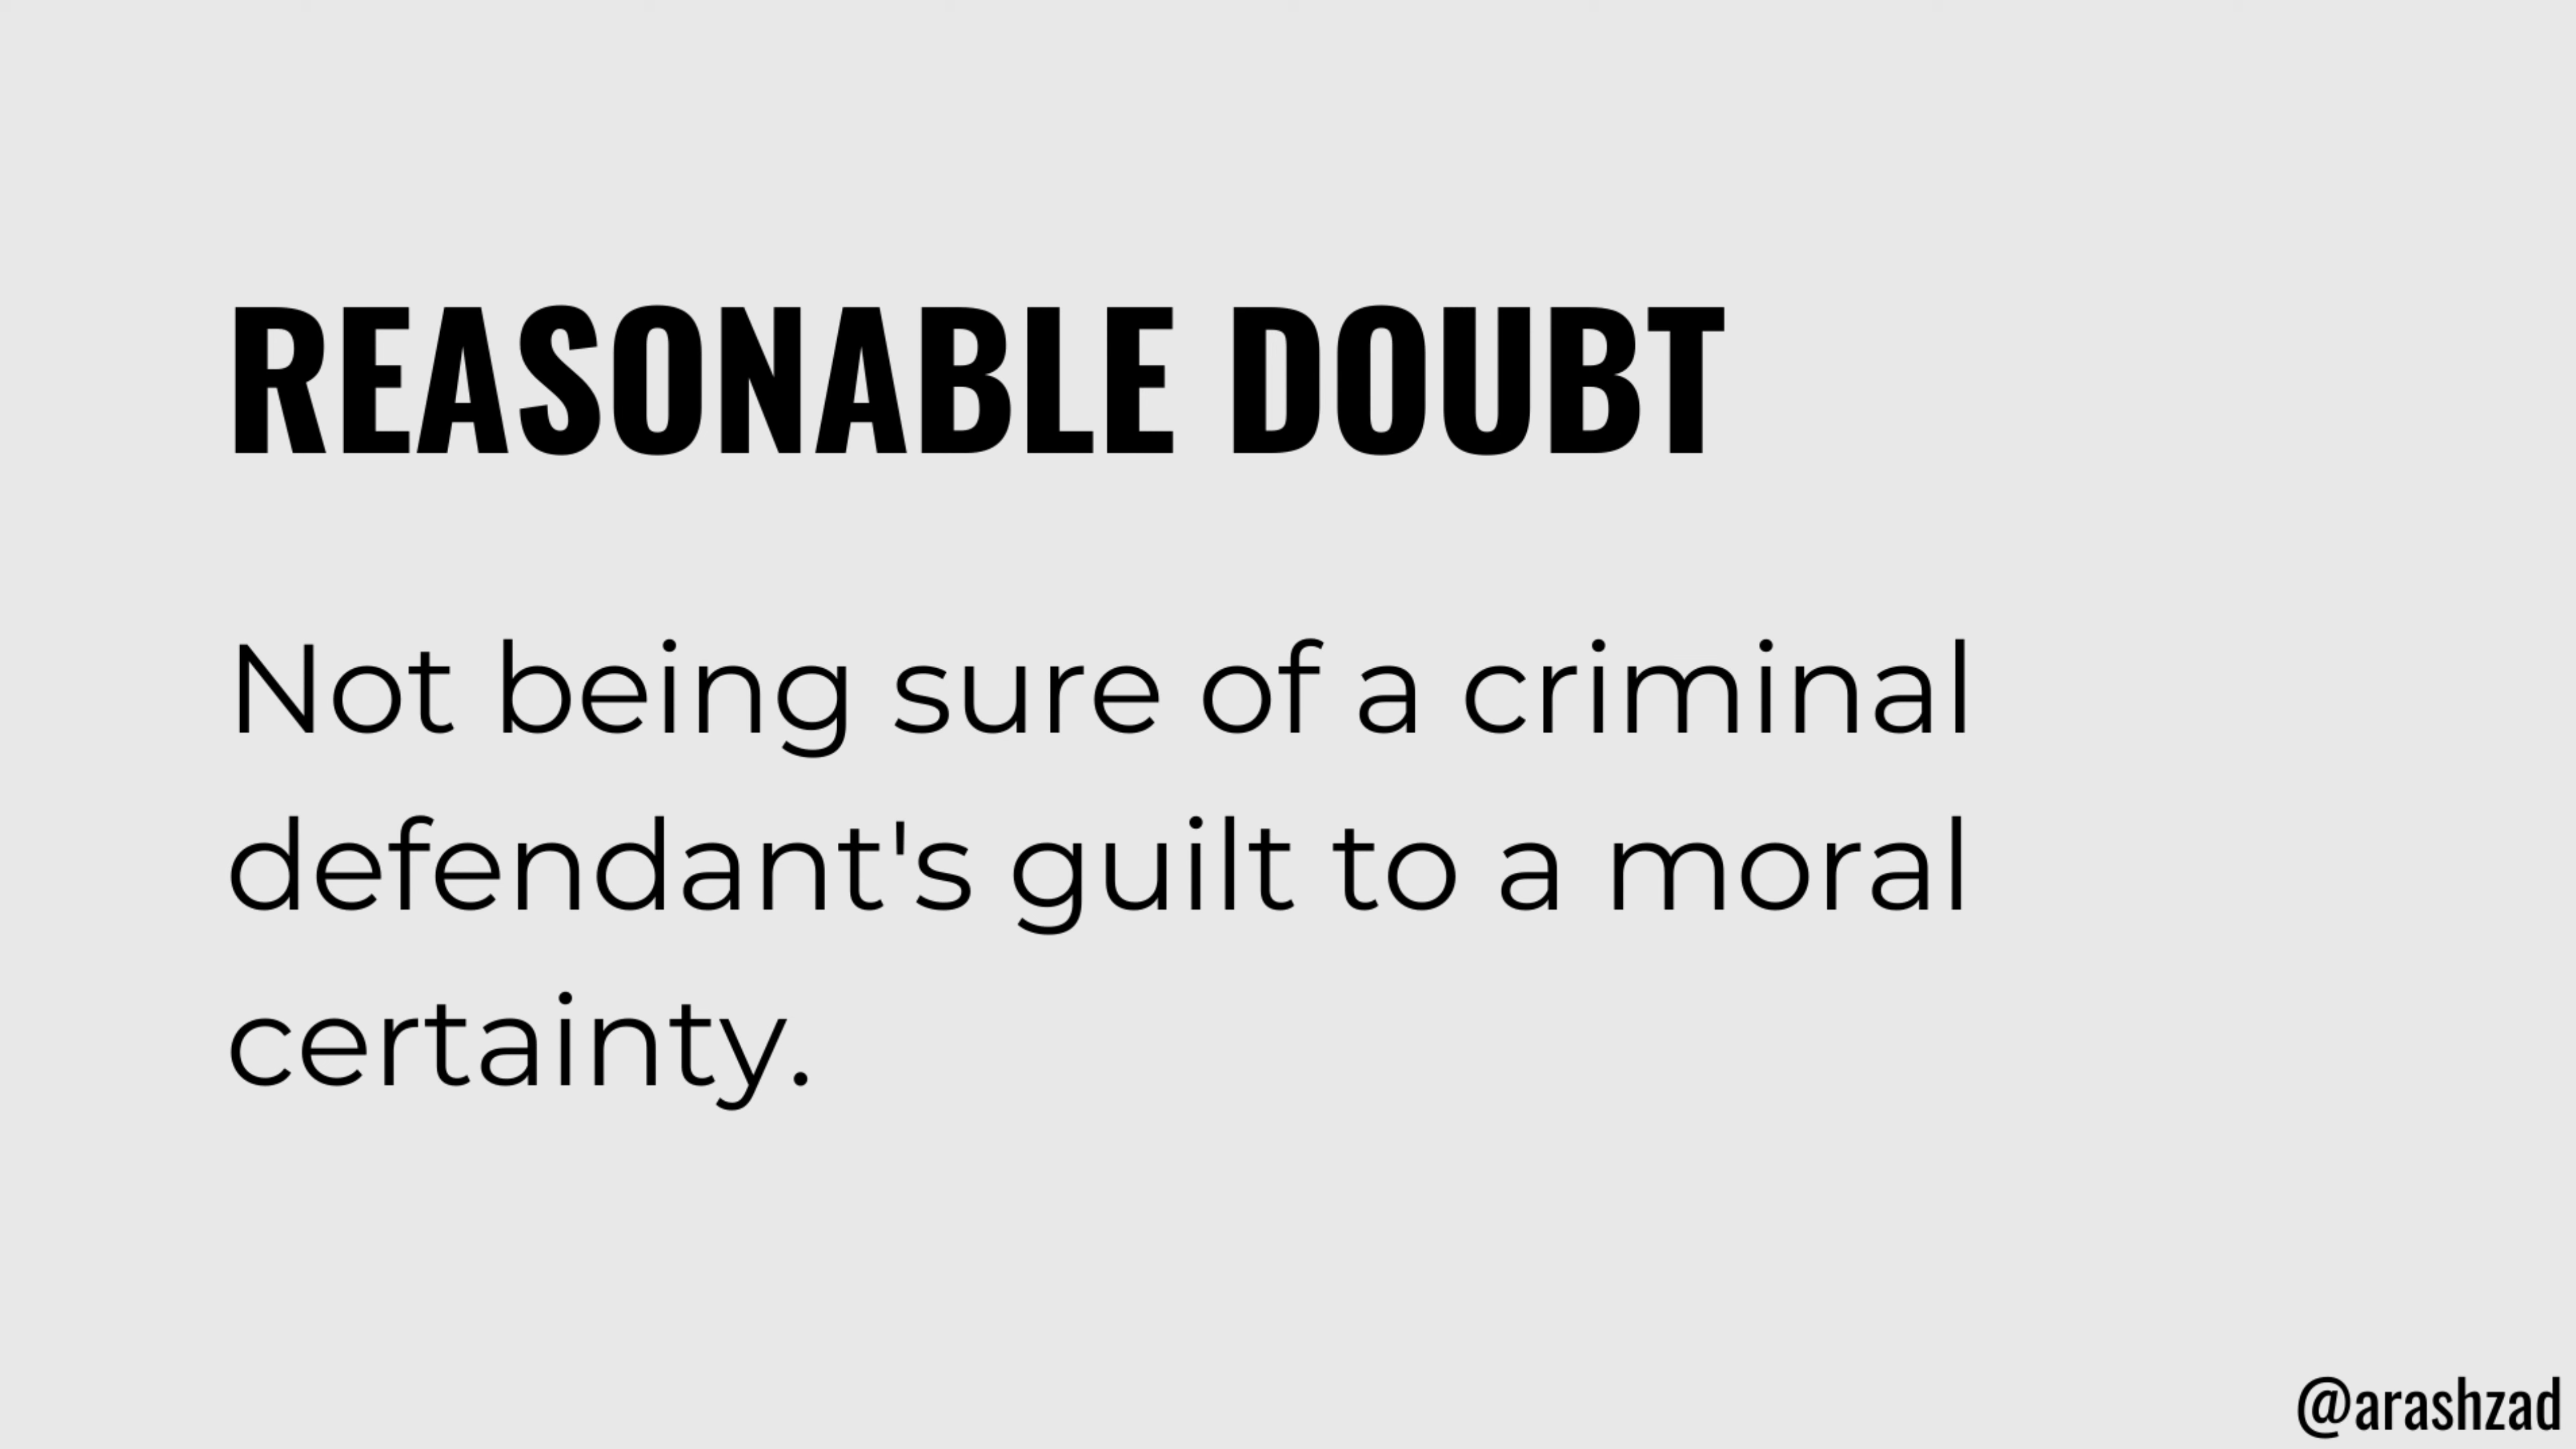 REASONABLE DOUBT
Not being sure of a criminal
defendant's guilt to a moral
certainty.
@arashzad